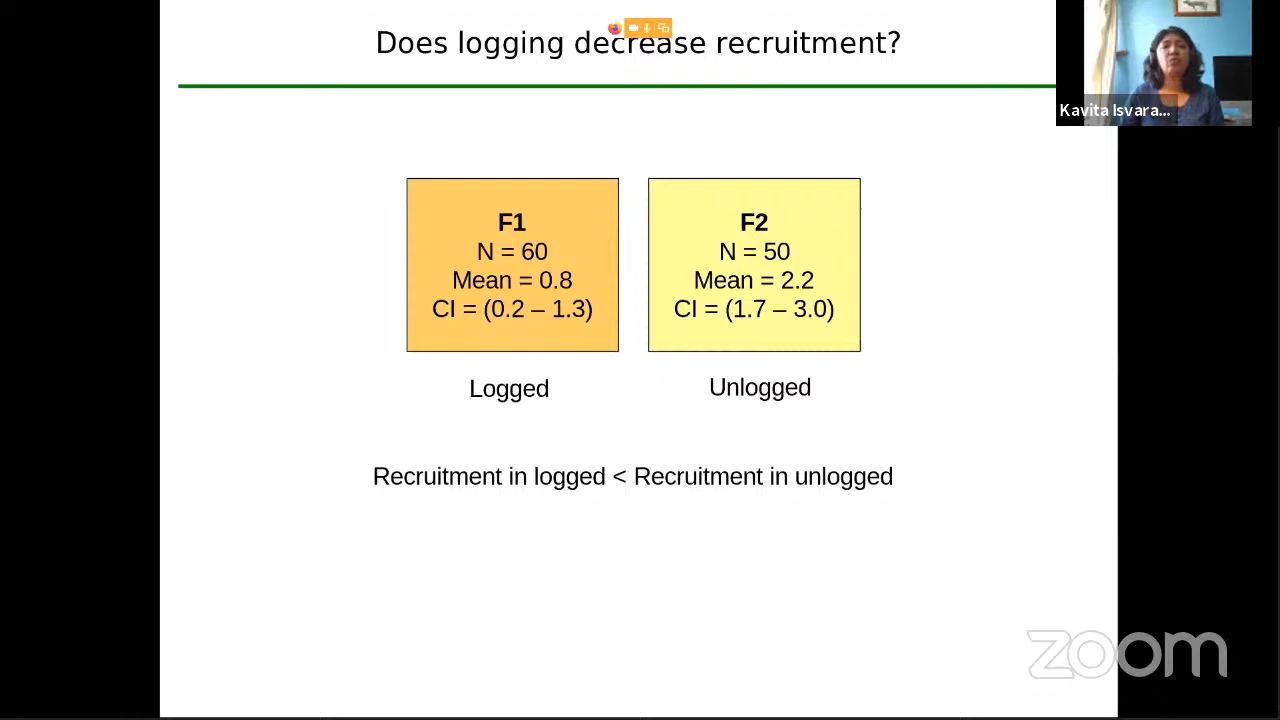 Does logging decrease recruitment?
Kavita Isvara...
F1
N = 60
Mean = 0.8
CI = (0.2 – 1.3)
F2
N = 50
Mean = 2.2
CI = (1.7 – 3.0)
Logged
Unlogged
Recruitment in logged < Recruitment in unlogged
zoom